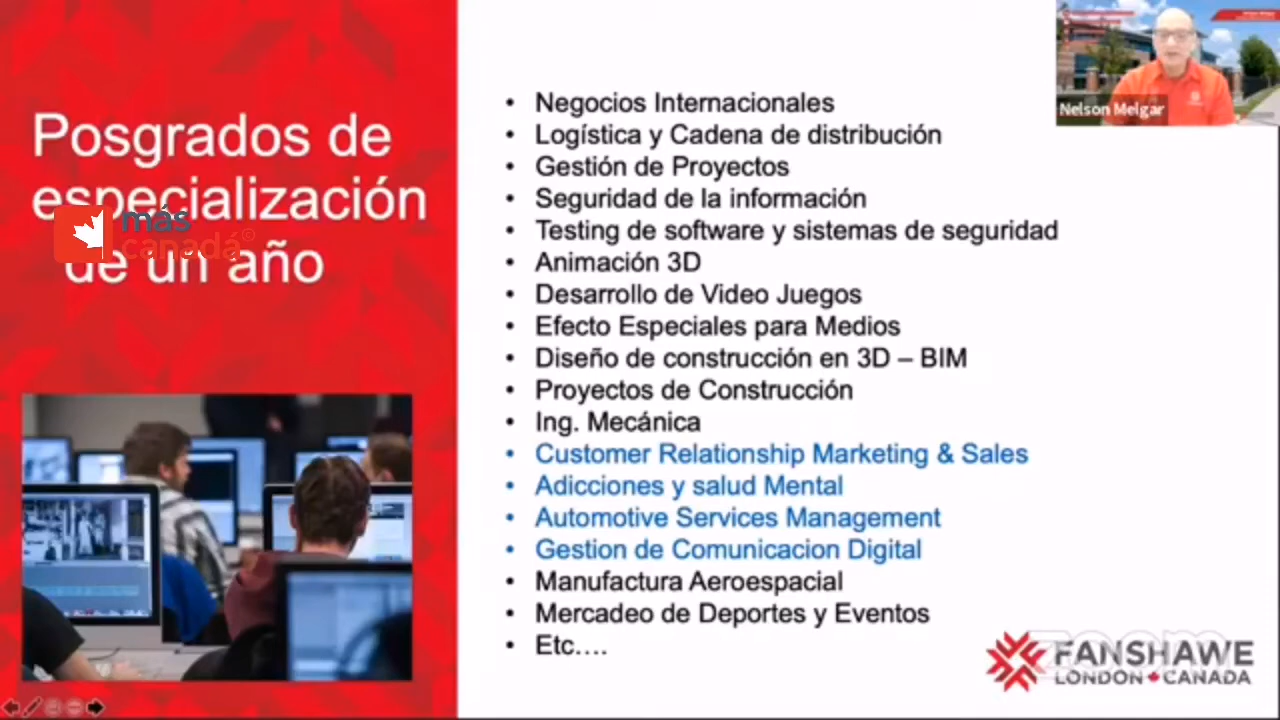 Posgrados de
especialización
de un año
más
canadá©
• Negocios Internacionales
• Logística y Cadena de distribución
• Gestión de Proyectos
• Seguridad de la información
• Testing de software y sistemas de seguridad
• Animación 3D
• Desarrollo de Video Juegos
• Efecto Especiales para Medios
• Diseño de construcción en 3D – BIM
• Proyectos de Construcción
• Ing. Mecánica
• Customer Relationship Marketing & Sales
• Adicciones y salud Mental
• Automotive Services Management
• Gestion de Comunicacion Digital
• Manufactura Aeroespacial
• Mercadeo de Deportes y Eventos
• Etc....
Nelson Melgar
zoom
FANSHAWE
LONDON CANADA